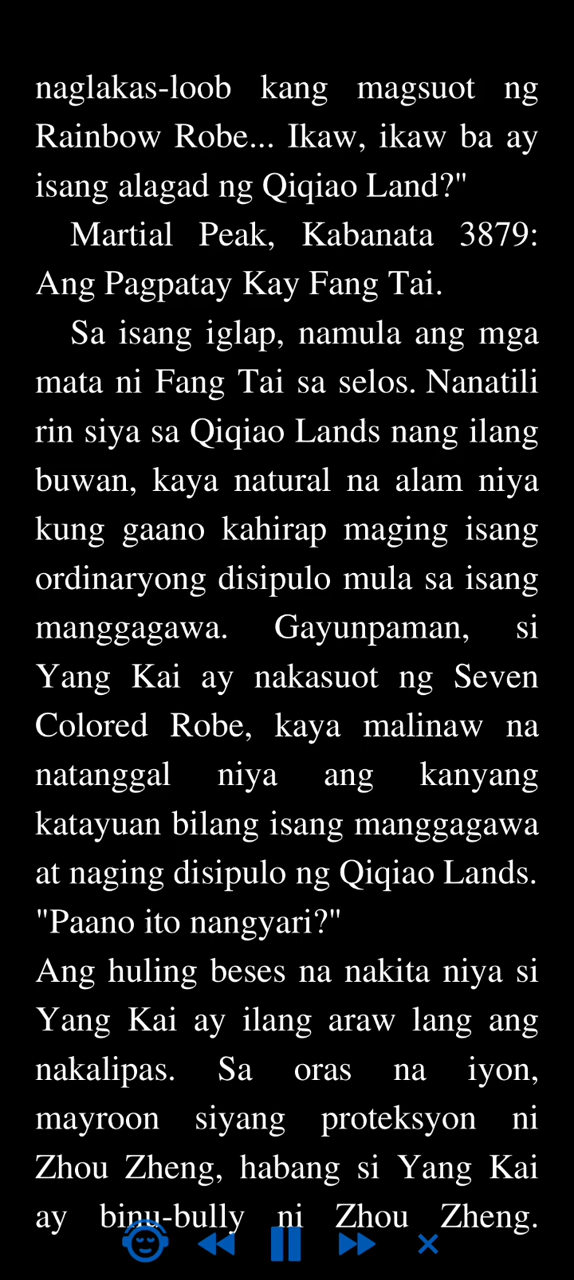 naglakas-loob kang magsuot ng
Rainbow Robe... Ikaw, ikaw ba ay
isang alagad ng Qiqiao Land?"
Martial Peak, Kabanata 3879:
Ang Pagpatay Kay Fang Tai.
Sa isang iglap, namula ang mga
mata ni Fang Tai sa selos. Nanatili
rin siya sa Qiqiao Lands nang ilang
buwan, kaya natural na alam niya
kung gaano kahirap maging isang
ordinaryong disipulo mula sa isang
manggagawa. Gayunpaman, si
Yang Kai ay nakasuot ng Seven
Colored Robe, kaya malinaw na
natanggal niya ang kanyang
katayuan bilang isang manggagawa
at naging disipulo ng Qiqiao Lands.
"Paano ito nangyari?"
Ang huling beses na nakita niya si
Yang Kai ay ilang araw lang ang
nakalipas. Sa oras na iyon,
mayroon siyang proteksyon ni
Zhou Zheng, habang si Yang Kai
ay binu-bully ni Zhou Zheng.